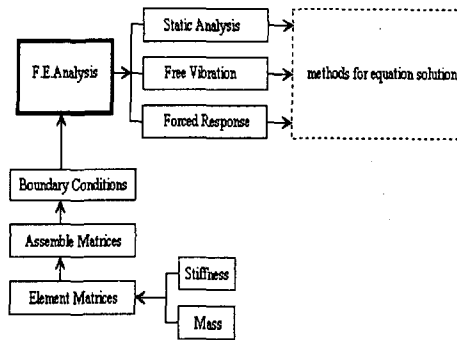 Static Analysis
F.E.Analysis
Free Vibration
methods for equation solution
Forced Response
Boundary Conditions
Assemble Matrices
Stiffness
Element Matrices
Mass